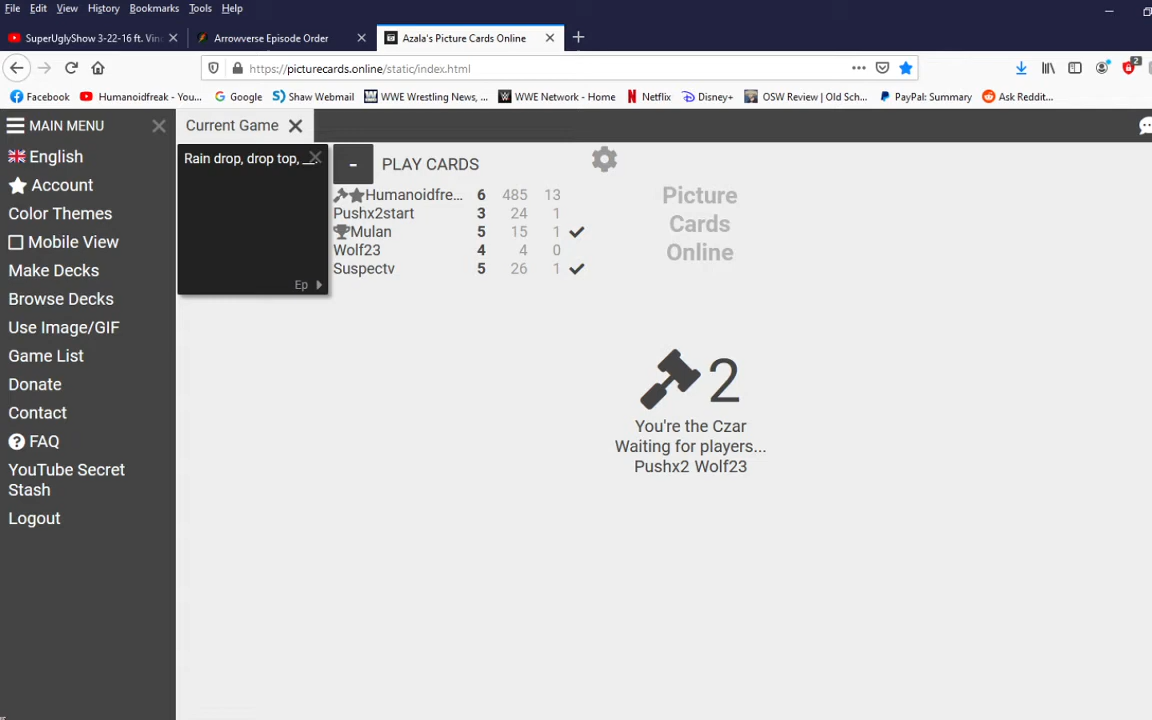 File Edit View History Bookmarks Tools Help
SuperUglyShow 3-22-16 ft. Vin
Arrowverse Episode Order
Azala's Picture Cards Online
https://picturecards.online/static/index.html
2
Facebook
Humanoidfreak - You...
Google
Shaw Webmail
WWE Wrestling News, ...
WWE Network - Home
Netflix
Disney+
OSW Review | Old Sch...
PayPal: Summary
Ask Reddit...
MAIN MENU
Current Game
English
Account
Color Themes
Mobile View
Make Decks
Browse Decks
Use Image/GIF
Game List
Donate
Contact
FAQ
YouTube Secret
Stash
Logout
Rain drop, drop top, __.
Ep
- PLAY CARDS
Humanoidfre... 6 485 13
Pushx2start 3 24 1
Mulan 5 15 1
Wolf23 4 4 0
Suspectv 5 26 1
Picture
Cards
Online
2
You're the Czar
Waiting for players...
Pushx2 Wolf23